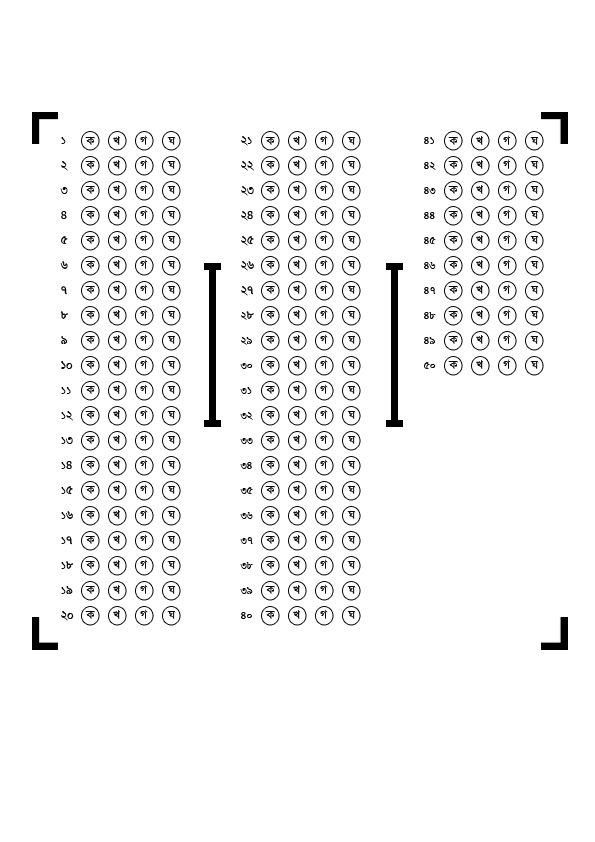 ১ ক খ গ ঘ
২ ক খ গ ঘ
৩ ক খ গ ঘ
৪ ক খ গ ঘ
৫ ক খ গ ঘ
৬ ক খ গ ঘ
৭ ক খ গ ঘ
৮ ক খ গ ঘ
৯ ক খ গ ঘ
১০ ক খ গ ঘ
১১ ক খ গ ঘ
১২ ক খ গ ঘ
১৩ ক খ গ ঘ
১৪ ক খ গ ঘ
১৫ ক খ গ ঘ
১৬ ক খ গ ঘ
১৭ ক খ গ ঘ
১৮ ক খ গ ঘ
১৯ ক খ গ ঘ
২০ ক খ গ ঘ
২১ ক খ গ ঘ
২২ ক খ গ ঘ
২৩ ক খ গ ঘ
২৪ ক খ গ ঘ
২৫ ক খ গ ঘ
২৬ ক খ গ ঘ
২৭ ক খ গ ঘ
২৮ ক খ গ ঘ
২৯ ক খ গ ঘ
৩০ ক খ গ ঘ
৩১ ক খ গ ঘ
৩২ ক খ গ ঘ
৩৩ ক খ গ ঘ
৩৪ ক খ গ ঘ
৩৫ ক খ গ ঘ
৩৬ ক খ গ ঘ
৩৭ ক খ গ ঘ
৩৮ ক খ গ ঘ
৩৯ ক খ গ ঘ
৪০ ক খ গ ঘ
৪১ ক খ গ ঘ
৪২ ক খ গ ঘ
৪৩ ক খ গ ঘ
৪৪ ক খ গ ঘ
৪৫ ক খ গ ঘ
৪৬ ক খ গ ঘ
৪৭ ক খ গ ঘ
৪৮ ক খ গ ঘ
৪৯ ক খ গ ঘ
৫০ ক খ গ ঘ